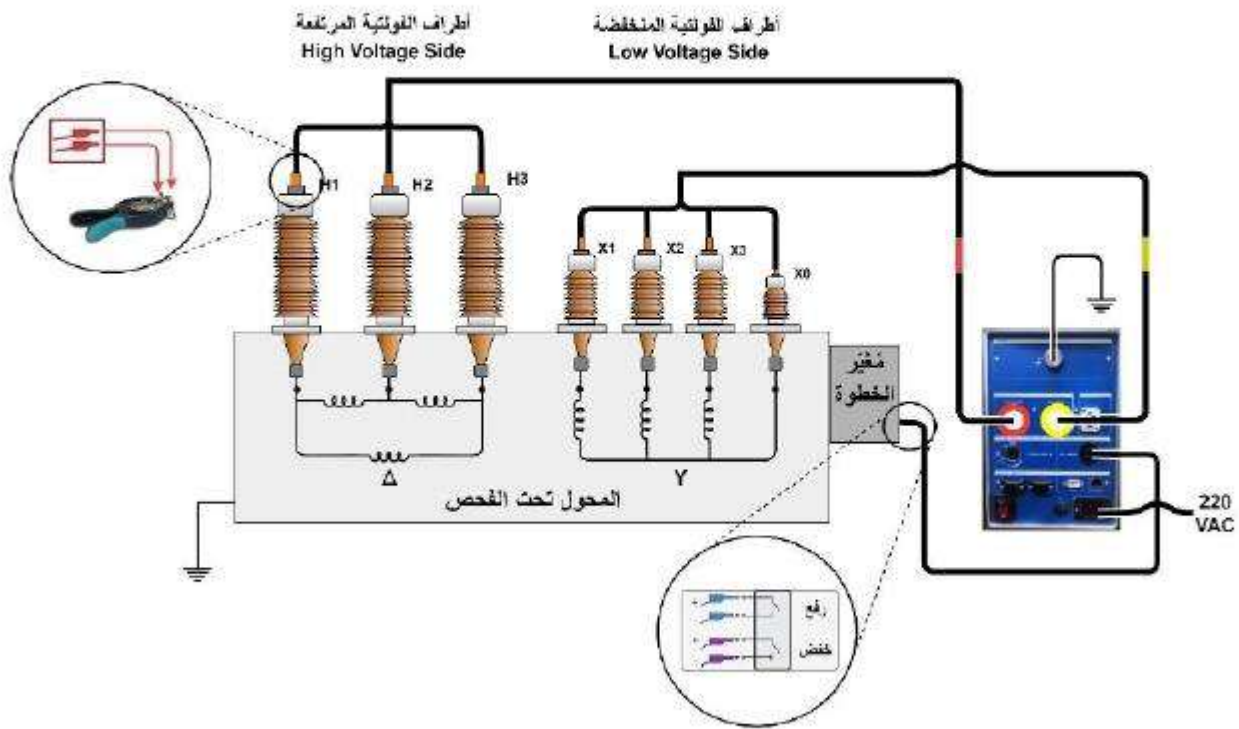 أطراف الفولتية المرتفعة
High Voltage Side
أطراف الفولتية المنخفضة
Low Voltage Side
H1
H2
H3
X1
X2
X3
X0
مغير
الخطوة
Δ
Y
المحول تحت الفحص
220
VAC
رفع
خفض